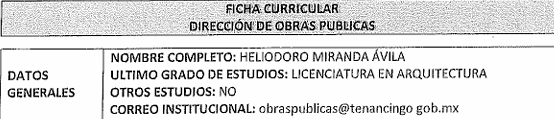 FICHA CURRICULAR
DIRECCIÓN DE OBRAS PUBLICAS
DATOS GENERALES
NOMBRE COMPLETO: HELIODORO MIRANDA ÁVILA
ULTIMO GRADO DE ESTUDIOS: LICENCIATURA EN ARQUITECTURA
OTROS ESTUDIOS: NO
CORREO INSTITUCIONAL: obraspublicas@tenancingo gob.mx